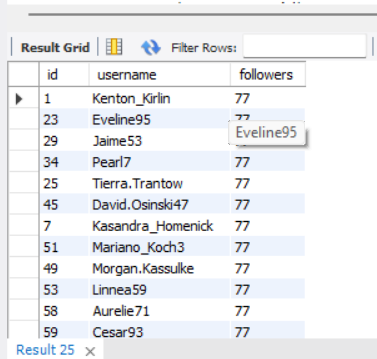 Result Grid Filter Rows:
id username followers
1 Kenton_Kirlin 77
23 Eveline95 77
Eveline95
29 Jaime53
34 Pearl7 77
25 Tierra.Trantow 77
45 David.Osinski47 77
7 Kasandra_Homenick 77
51 Mariano_Koch3 77
49 Morgan.Kassulke 77
53 Linnea59 77
58 Aurelie71 77
59 Cesar93 77
Result 25